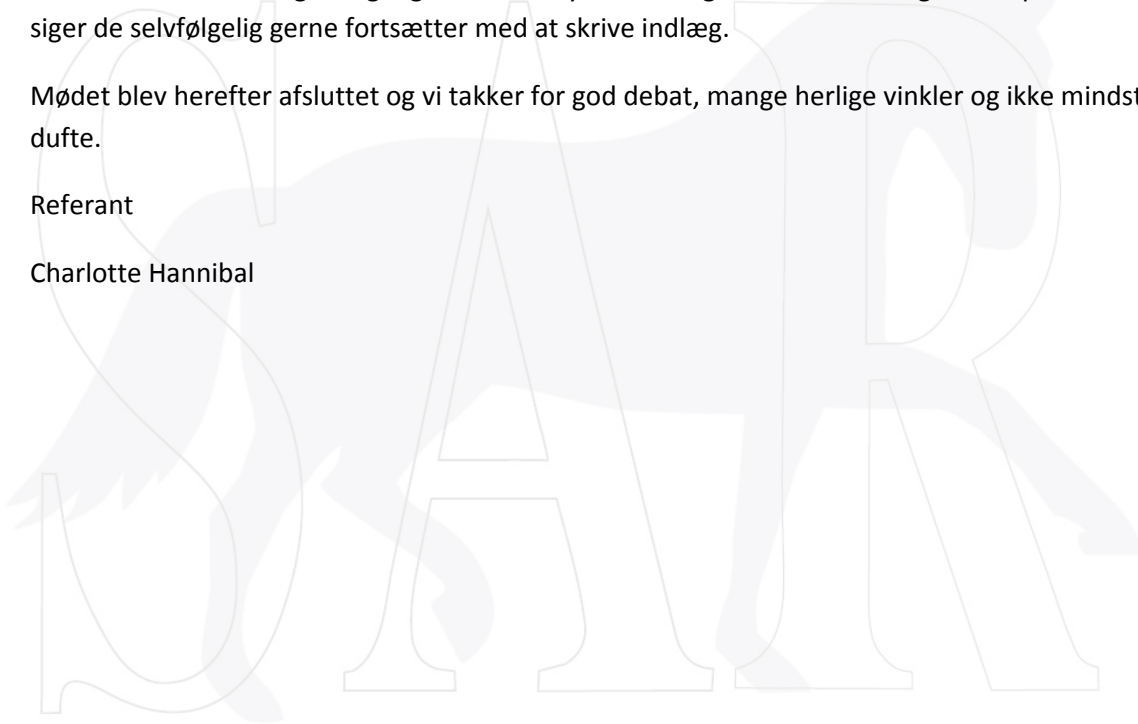 siger de selvfølgelig gerne fortsætter med at skrive indlæg.
Mødet blev herefter afsluttet og vi takker for god debat, mange herlige vinkler og ikke mindst
dufte.
Referant
Charlotte Hannibal
SAR